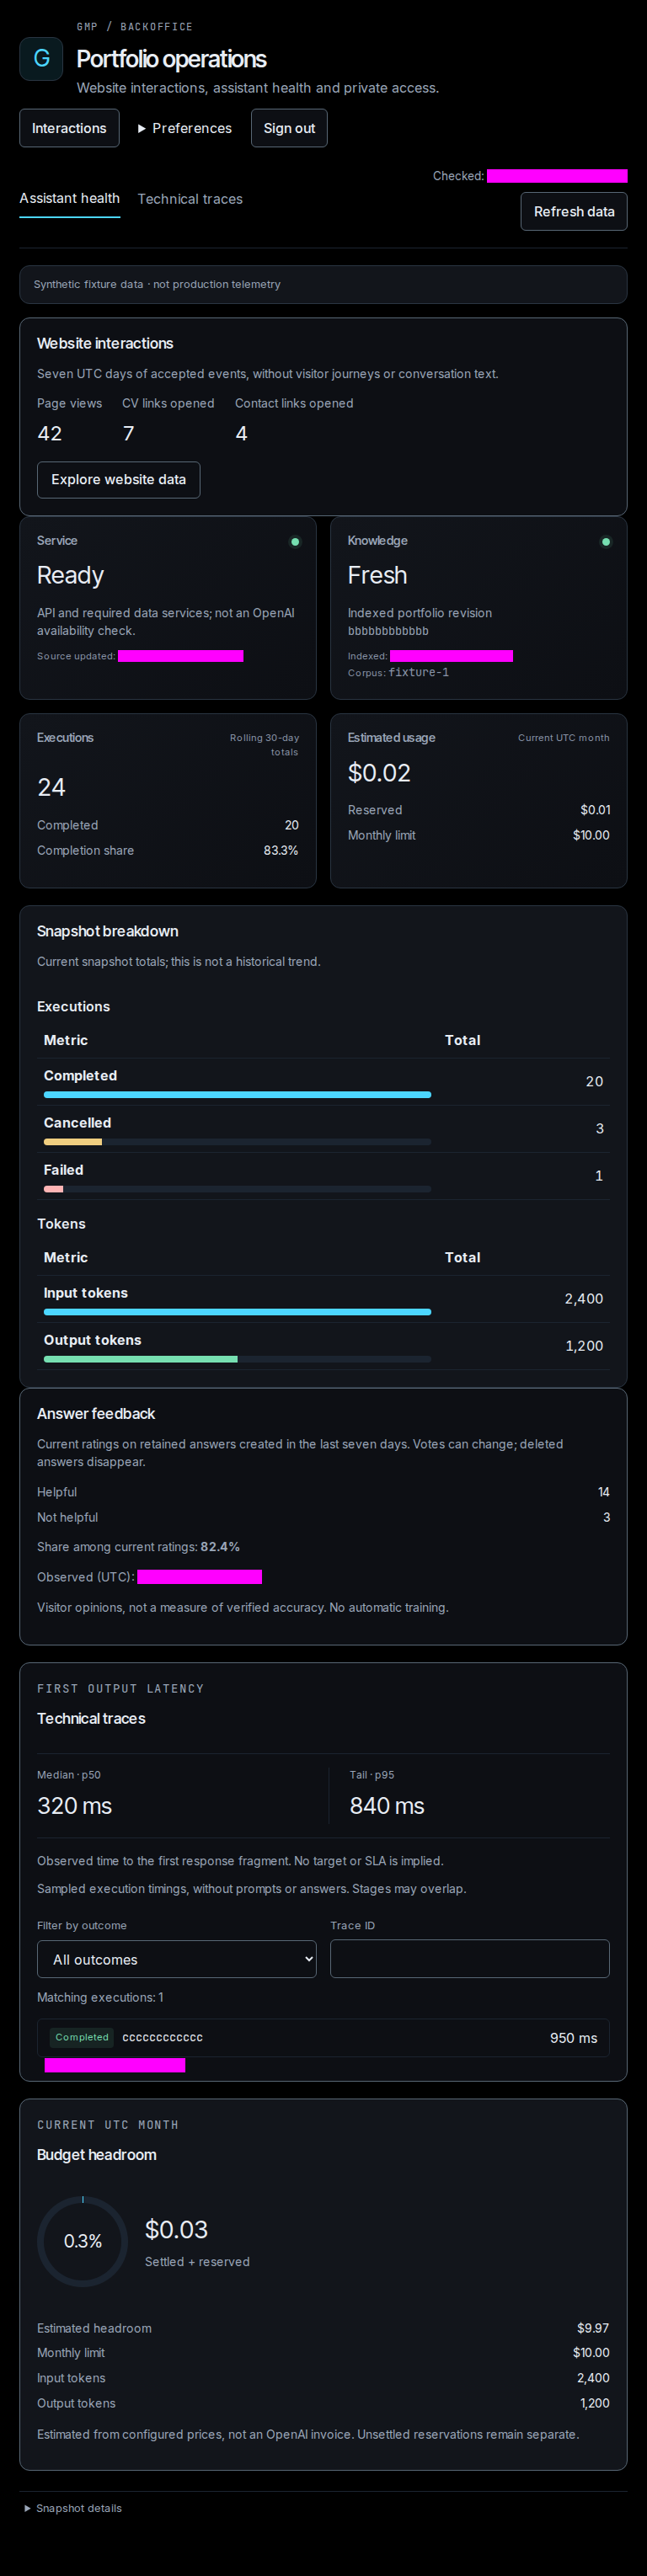 GMP / BACKOFFICE
G
Portfolio operations
Website interactions, assistant health and private access.
Interactions
▶ Preferences
Sign out
Checked:
Assistant health
Technical traces
Refresh data
Synthetic fixture data · not production telemetry
Website interactions
Seven UTC days of accepted events, without visitor journeys or conversation text.
Page views CV links opened Contact links opened
42 7 4
Explore website data
Service
Ready
API and required data services; not an OpenAI
availability check.
Source updated:
Knowledge
Fresh
Indexed portfolio revision
bbbbbbbbbbbb
Indexed:
Corpus: fixture-1
Executions
Rolling 30-day
totals
24
Completed 20
Completion share 83.3%
Estimated usage
Current UTC month
$0.02
Reserved $0.01
Monthly limit $10.00
Snapshot breakdown
Current snapshot totals; this is not a historical trend.
Executions
Metric Total
Completed 20
Cancelled 3
Failed 1
Tokens
Metric Total
Input tokens 2,400
Output tokens 1,200
Answer feedback
Current ratings on retained answers created in the last seven days. Votes can change; deleted
answers disappear.
Helpful 14
Not helpful 3
Share among current ratings: 82.4%
Observed (UTC):
Visitor opinions, not a measure of verified accuracy. No automatic training.
FIRST OUTPUT LATENCY
Technical traces
Median · p50
320 ms
Tail · p95
840 ms
Observed time to the first response fragment. No target or SLA is implied.
Sampled execution timings, without prompts or answers. Stages may overlap.
Filter by outcome
All outcomes
Trace ID
Matching executions: 1
Completed cccccccccccc 950 ms
CURRENT UTC MONTH
Budget headroom
0.3%
$0.03
Settled + reserved
Estimated headroom $9.97
Monthly limit $10.00
Input tokens 2,400
Output tokens 1,200
Estimated from configured prices, not an OpenAI invoice. Unsettled reservations remain separate.
▶ Snapshot details